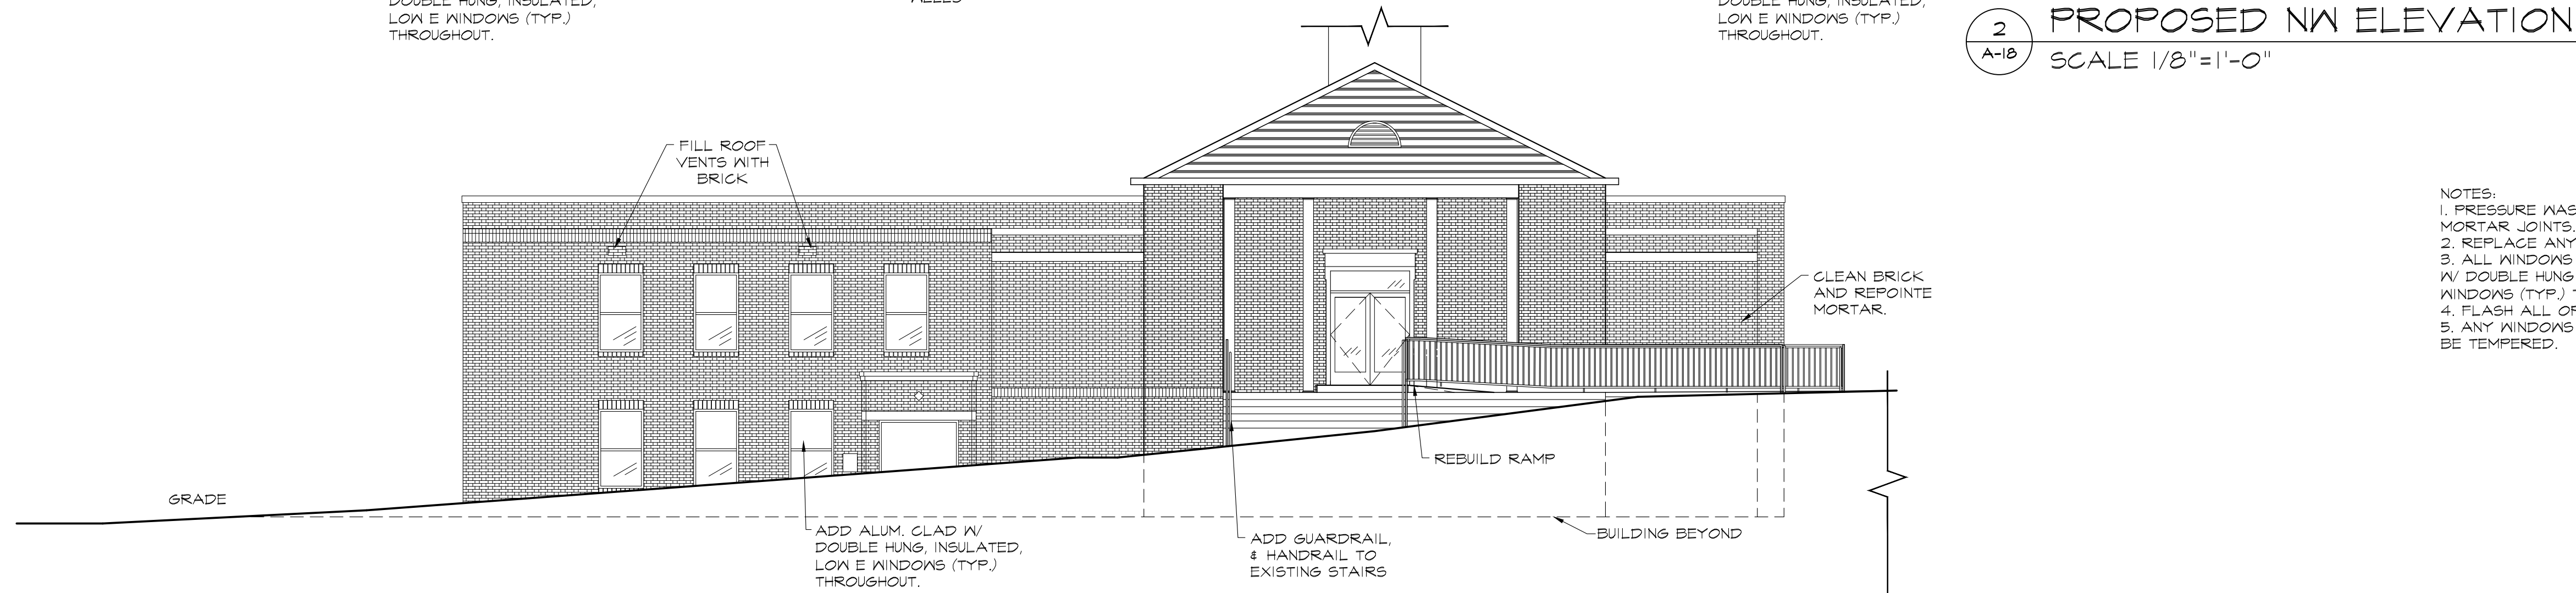 DOUBLE HUNG, INSULATED,
LOW E WINDOWS (TYP.)
THROUGHOUT.
WELLS
DOUBLE HUNG, INSULATED,
LOW E WINDOWS (TYP.)
THROUGHOUT.
2
A-18
PROPOSED NW ELEVATION
SCALE 1/8"=1'-0"
FILL ROOF
VENTS WITH
BRICK
NOTES:
1. PRESSURE WAS
MORTAR JOINTS.
2. REPLACE ANY
3. ALL WINDOWS
W/ DOUBLE HUNG
WINDOWS (TYP.) T
4. FLASH ALL OP
5. ANY WINDOWS
BE TEMPERED.
CLEAN BRICK
AND REPOINTE
MORTAR.
REBUILD RAMP
GRADE
ADD ALUM. CLAD W/
DOUBLE HUNG, INSULATED,
LOW E WINDOWS (TYP.)
THROUGHOUT.
ADD GUARDRAIL,
& HANDRAIL TO
EXISTING STAIRS
BUILDING BEYOND